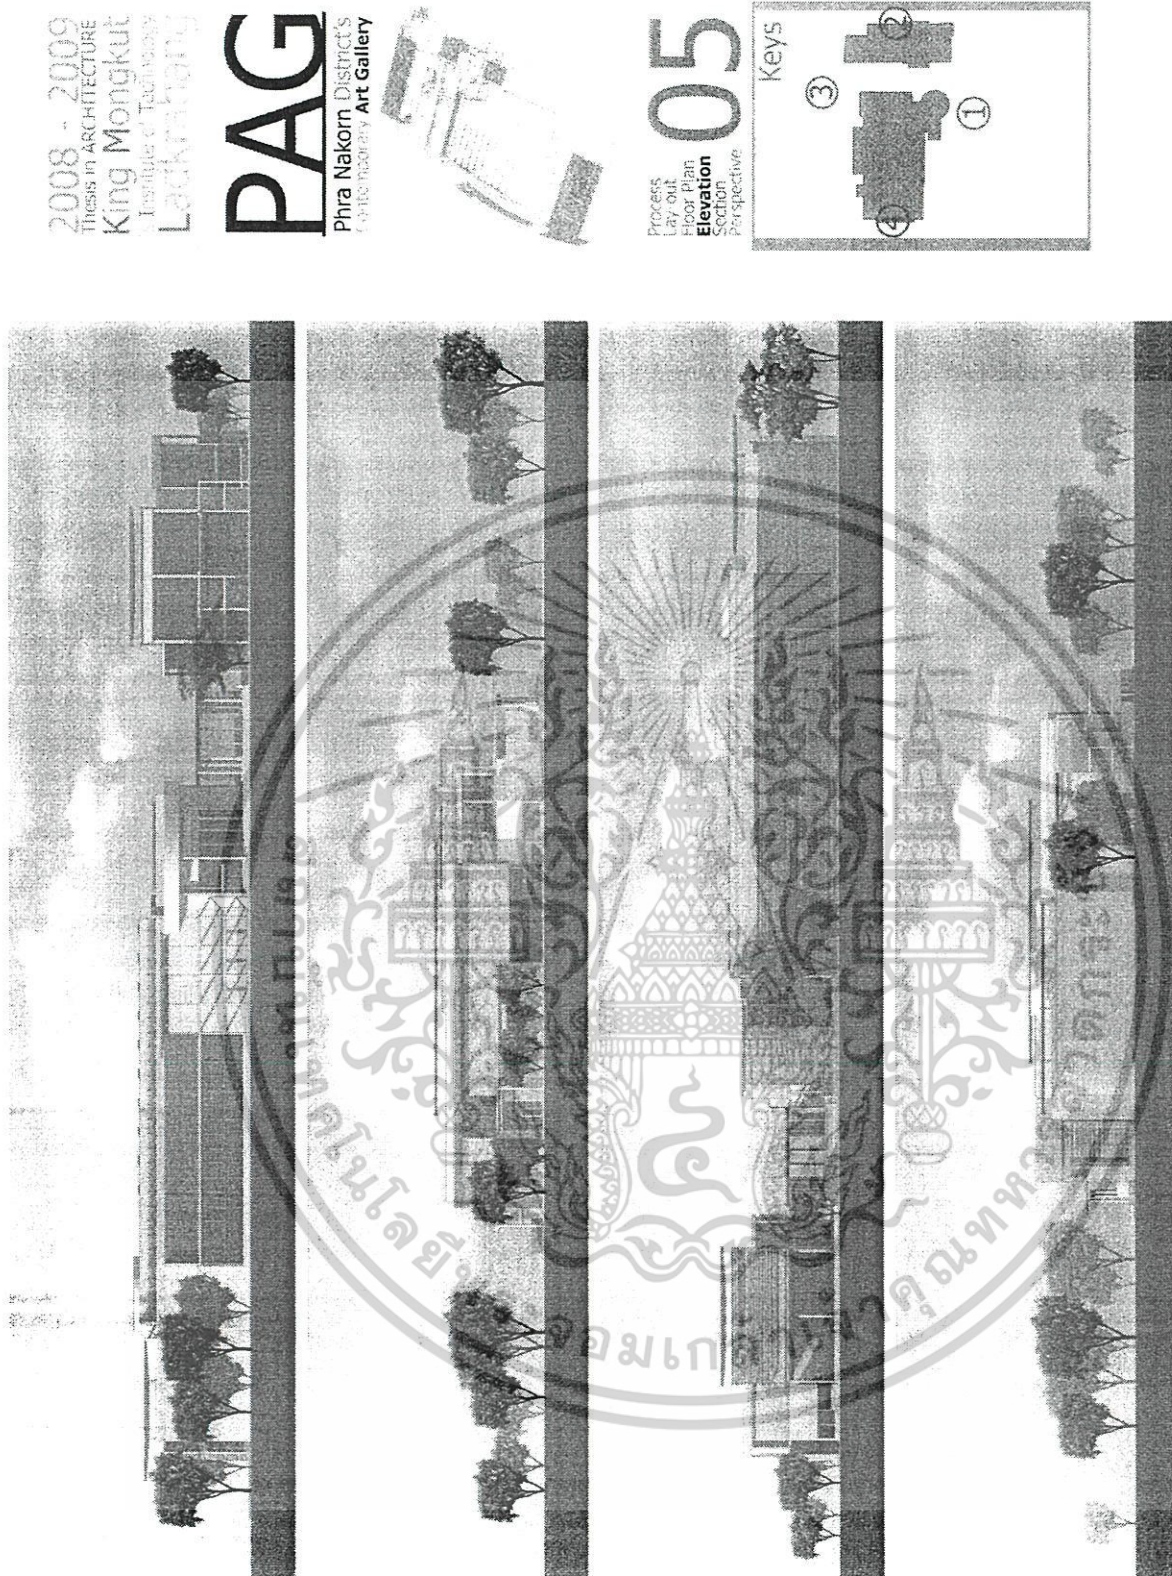 2008 - 2009
Thesis in ARCHITECTURE
King Mongkut
Institute of Technology
Ladkrabang
PAG
Phra Nakorn District's
Contemporary Art Gallery
Process
Lay out
Floor Plan
Elevation
Section
Perspective
05
Keys
①
②
③
④